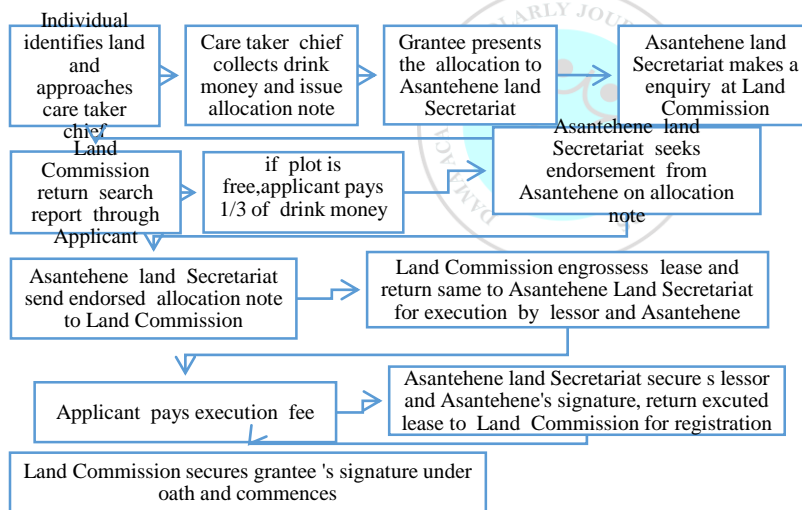 Individual
identifies land
and
approaches
care taker
chief
Care taker chief
collects drink
money and issue
allocation note
Grantee presents
the allocation to
Asantehene land
Secretariat
Asantehene land
Secretariat makes a
enquiry at Land
Commission
Land
Commission
return search
report through
Applicant
if plot is
free,applicant pays
1/3 of drink money
Asantehene land
Secretariat seeks
endorsement from
Asantehene on allocation
note
Asantehene land Secretariat
send endorsed allocation note
to Land Commission
Land Commission engrossess lease and
return same to Asantehene Land Secretariat
for execution by lessor and Asantehene
Applicant pays execution fee
Asantehene land Secretariat secure s lessor
and Asantehene's signature, return excuted
lease to Land Commission for registration
Land Commission secures grantee 's signature under
oath and commences